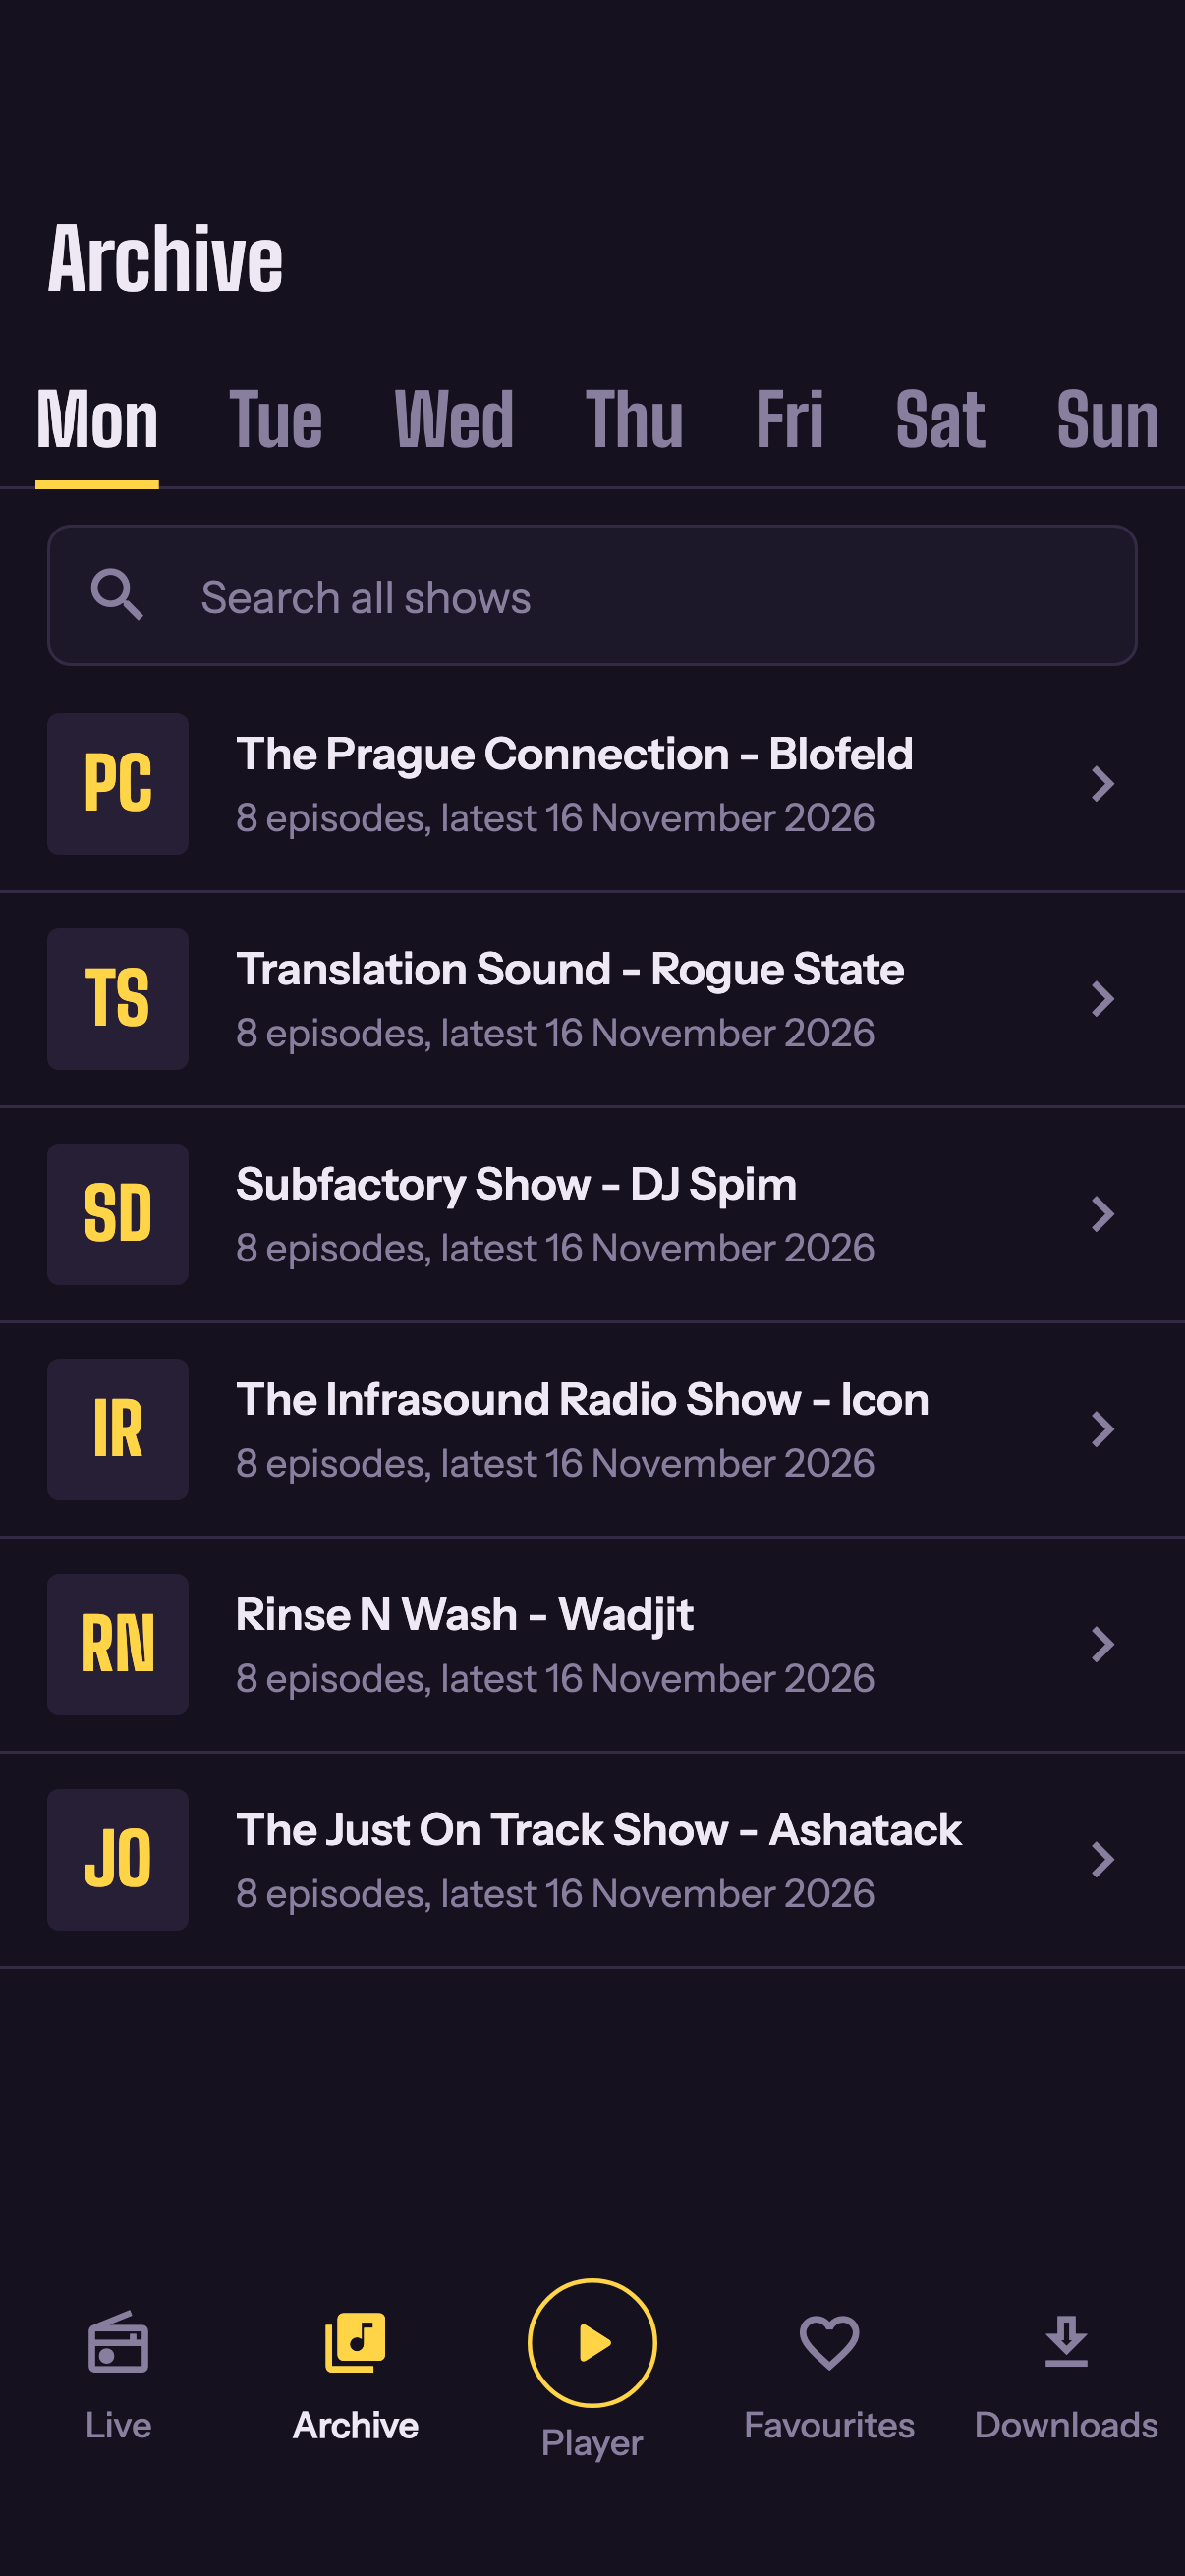 Archive
Mon Tue Wed Thu Fri Sat Sun
Search all shows
PC
The Prague Connection - Blofeld
8 episodes, latest 16 November 2026
TS
Translation Sound - Rogue State
8 episodes, latest 16 November 2026
SD
Subfactory Show - DJ Spim
8 episodes, latest 16 November 2026
IR
The Infrasound Radio Show - Icon
8 episodes, latest 16 November 2026
RN
Rinse N Wash - Wadjit
8 episodes, latest 16 November 2026
JO
The Just On Track Show - Ashatack
8 episodes, latest 16 November 2026
Live Archive Player Favourites Downloads